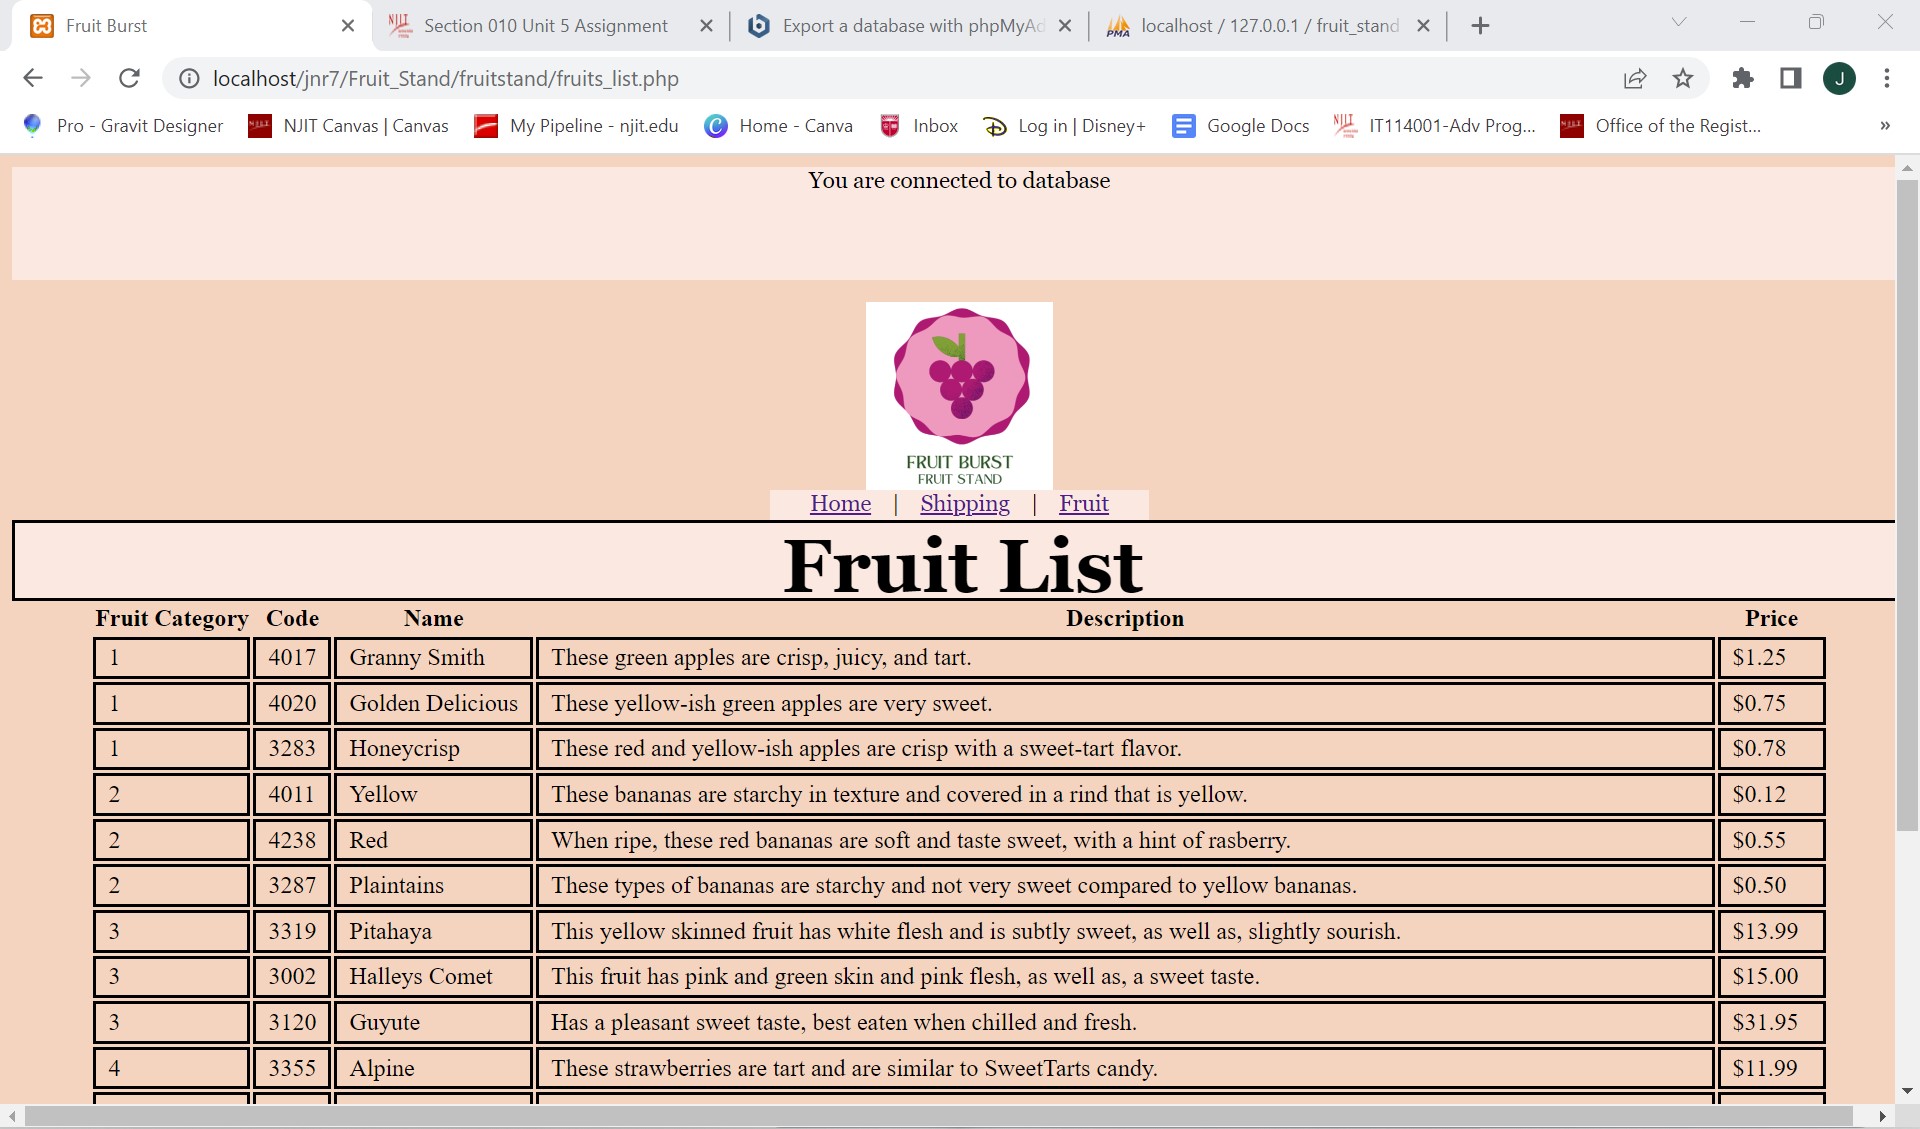 Fruit Burst
Section 010 Unit 5 Assignment
Export a database with phpMyAd
localhost / 127.0.0.1 / fruit_stand
localhost/jnr7/Fruit_Stand/fruitstand/fruits_list.php
J
Pro - Gravit Designer
NJIT Canvas | Canvas
My Pipeline - njit.edu
Home - Canva
Inbox
Log in | Disney+
Google Docs
IT114001-Adv Prog...
Office of the Regist...
»
You are connected to database
FRUIT BURST
FRUIT STAND
Home | Shipping | Fruit
Fruit List
Fruit Category Code Name Description Price
1 4017 Granny Smith These green apples are crisp, juicy, and tart. $1.25
1 4020 Golden Delicious These yellow-ish green apples are very sweet. $0.75
1 3283 Honeycrisp These red and yellow-ish apples are crisp with a sweet-tart flavor. $0.78
2 4011 Yellow These bananas are starchy in texture and covered in a rind that is yellow. $0.12
2 4238 Red When ripe, these red bananas are soft and taste sweet, with a hint of rasberry. $0.55
2 3287 Plaintains These types of bananas are starchy and not very sweet compared to yellow bananas. $0.50
3 3319 Pitahaya This yellow skinned fruit has white flesh and is subtly sweet, as well as, slightly sourish. $13.99
3 3002 Halleys Comet This fruit has pink and green skin and pink flesh, as well as, a sweet taste. $15.00
3 3120 Guyute Has a pleasant sweet taste, best eaten when chilled and fresh. $31.95
4 3355 Alpine These strawberries are tart and are similar to SweetTarts candy. $11.99